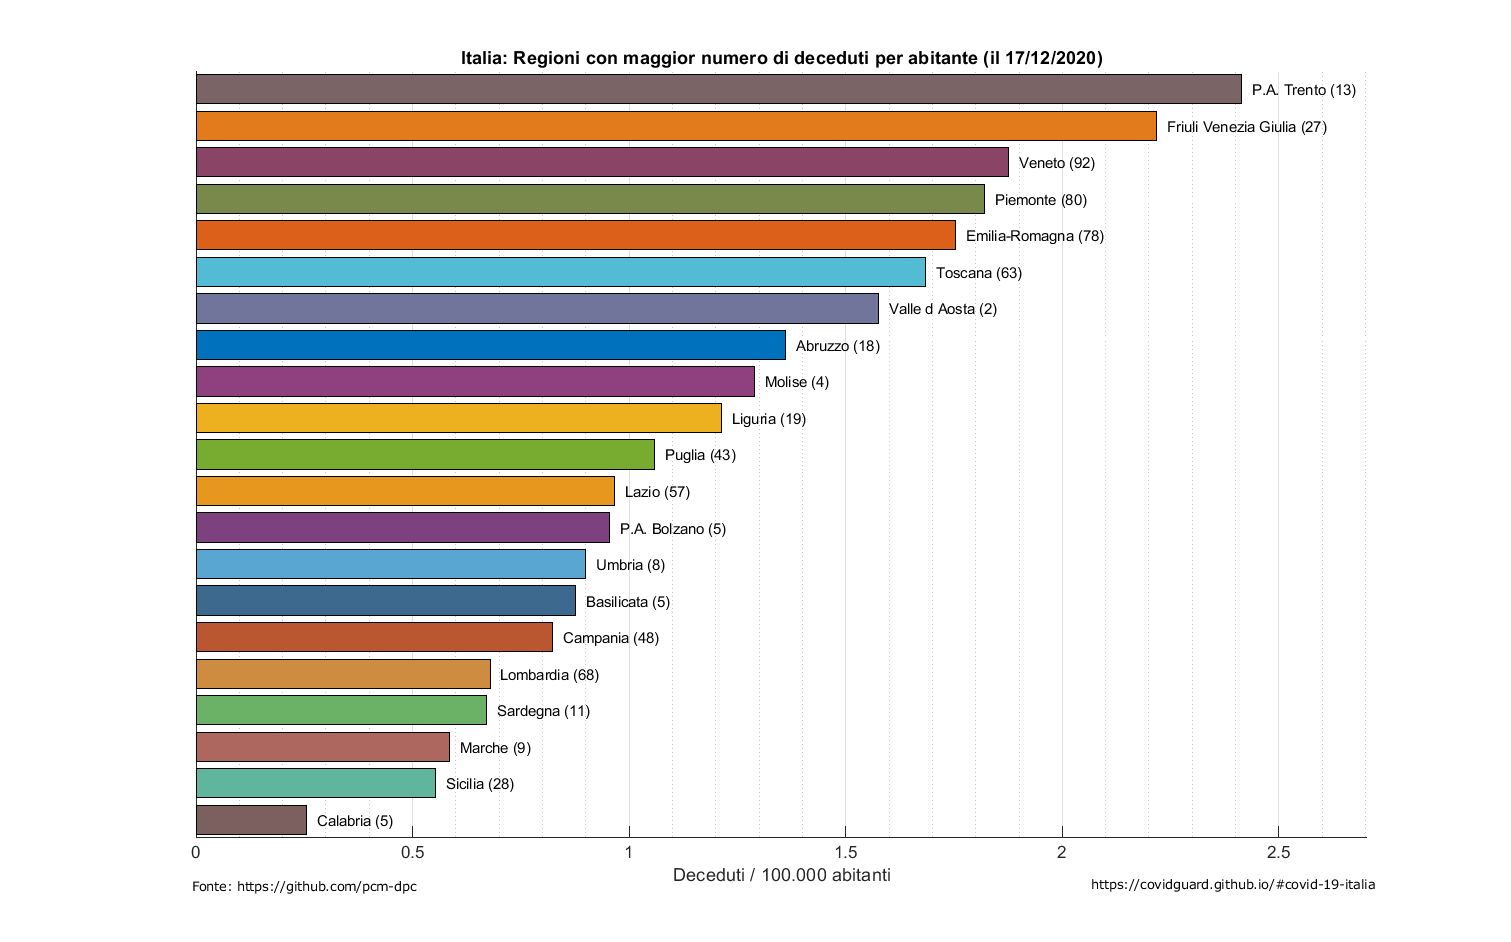 Italia: Regioni con maggior numero di deceduti per abitante (il 17/12/2020)
P.A. Trento (13)
Friuli Venezia Giulia (27)
Veneto (92)
Piemonte (80)
Emilia-Romagna (78)
Toscana (63)
Valle d Aosta (2)
Abruzzo (18)
Molise (4)
Liguria (19)
Puglia (43)
Lazio (57)
P.A. Bolzano (5)
Umbria (8)
Basilicata (5)
Campania (48)
Lombardia (68)
Sardegna (11)
Marche (9)
Sicilia (28)
Calabria (5)
0 0.5 1 1.5 2 2.5
Deceduti / 100.000 abitanti
Fonte: https://github.com/pcm-dpc
https://covidguard.github.io/#covid-19-italia